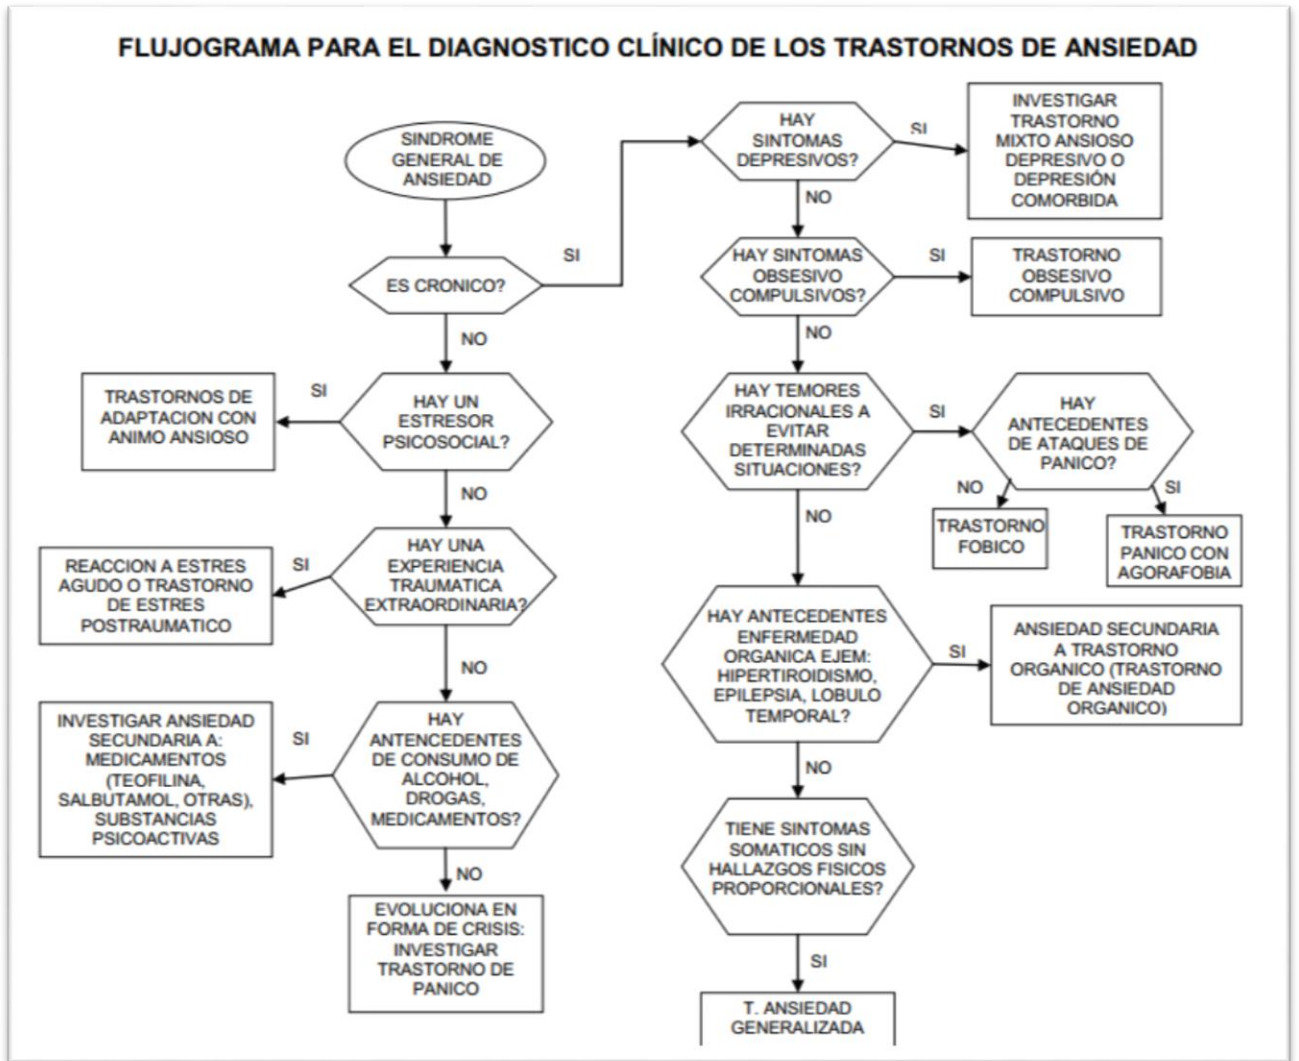 FLUJOGRAMA PARA EL DIAGNOSTICO CLÍNICO DE LOS TRASTORNOS DE ANSIEDAD
SINDROME
GENERAL DE
ANSIEDAD
ES CRONICO?
SI
NO
HAY UN
ESTRESOR
PSICOSOCIAL?
SI
TRASTORNOS DE
ADAPTACION CON
ANIMO ANSIOSO
NO
HAY UNA
EXPERIENCIA
TRAUMATICA
EXTRAORDINARIA?
SI
REACCION A ESTRES
AGUDO O TRASTORNO
DE ESTRES
POSTRAUMATICO
NO
HAY
ANTENCEDENTES
DE CONSUMO DE
ALCOHOL,
DROGAS,
MEDICAMENTOS?
SI
INVESTIGAR ANSIEDAD
SECUNDARIA A:
MEDICAMENTOS
(TEOFILINA,
SALBUTAMOL, OTRAS),
SUBSTANCIAS
PSICOACTIVAS
NO
EVOLUCIONA EN
FORMA DE CRISIS:
INVESTIGAR
TRASTORNO DE
PANICO
HAY
SINTOMAS
DEPRESIVOS?
SI
INVESTIGAR
TRASTORNO
MIXTO ANSIOSO
DEPRESIVO O
DEPRESIÓN
COMORBIDA
NO
HAY SINTOMAS
OBSESIVO
COMPULSIVOS?
SI
TRASTORNO
OBSESIVO
COMPULSIVO
NO
HAY TEMORES
IRRACIONALES A
EVITAR
DETERMINADAS
SITUACIONES?
SI
HAY
ANTECEDENTES
DE ATAQUES DE
PANICO?
NO
TRASTORNO
FOBICO
SI
TRASTORNO
PANICO CON
AGORAFOBIA
NO
HAY ANTECEDENTES
ENFERMEDAD
ORGANICA EJEM:
HIPERTIROIDISMO,
EPILEPSIA, LOBULO
TEMPORAL?
SI
ANSIEDAD SECUNDARIA
A TRASTORNO
ORGANICO (TRASTORNO
DE ANSIEDAD
ORGANICO)
NO
TIENE SINTOMAS
SOMATICOS SIN
HALLAZGOS FISICOS
PROPORCIONALES?
SI
T. ANSIEDAD
GENERALIZADA